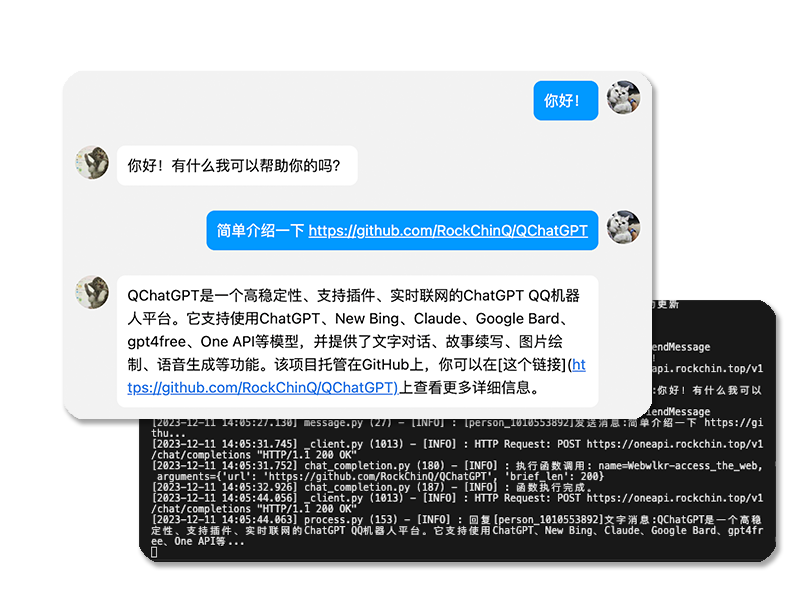 你好！
你好！有什么我可以帮助你的吗？
简单介绍一下 https://github.com/RockChinQ/QChatGPT
QChatGPT是一个高稳定性、支持插件、实时联网的ChatGPT QQ机器
人平台。它支持使用ChatGPT、New Bing、Claude、Google Bard、
gpt4free、One API等模型，并提供了文字对话、故事续写、图片绘
制、语音生成等功能。该项目托管在GitHub上，你可以在[这个链接](ht
tps://github.com/RockChinQ/QChatGPT)上查看更多详细信息。
更新
endMessage
eapi.rockchin.top/v1
:你好！有什么我可以
endMessage
[2023-12-11 14:05:27.130] message.py (27) - [INFO] : [person_1010553892]发送消息:简单介绍一下 https://gi
thu...
[2023-12-11 14:05:31.745] _client.py (1013) - [INFO] : HTTP Request: POST https://oneapi.rockchin.top/v1
/chat/completions "HTTP/1.1 200 OK"
[2023-12-11 14:05:31.752] chat_completion.py (180) - [INFO] : 执行函数调用: name=Webwlkr-access_the_web,
arguments={'url': 'https://github.com/RockChinQ/QChatGPT', 'brief_len': 200}
[2023-12-11 14:05:32.926] chat_completion.py (187) - [INFO] : 函数执行完成。
[2023-12-11 14:05:44.056] _client.py (1013) - [INFO] : HTTP Request: POST https://oneapi.rockchin.top/v1
/chat/completions "HTTP/1.1 200 OK"
[2023-12-11 14:05:44.063] process.py (153) - [INFO] : 回复[person_1010553892]文字消息:QChatGPT是一个高稳
定性、支持插件、实时联网的ChatGPT QQ机器人平台。它支持使用ChatGPT、New Bing、Claude、Google Bard、gpt4fr
ee、One API等...